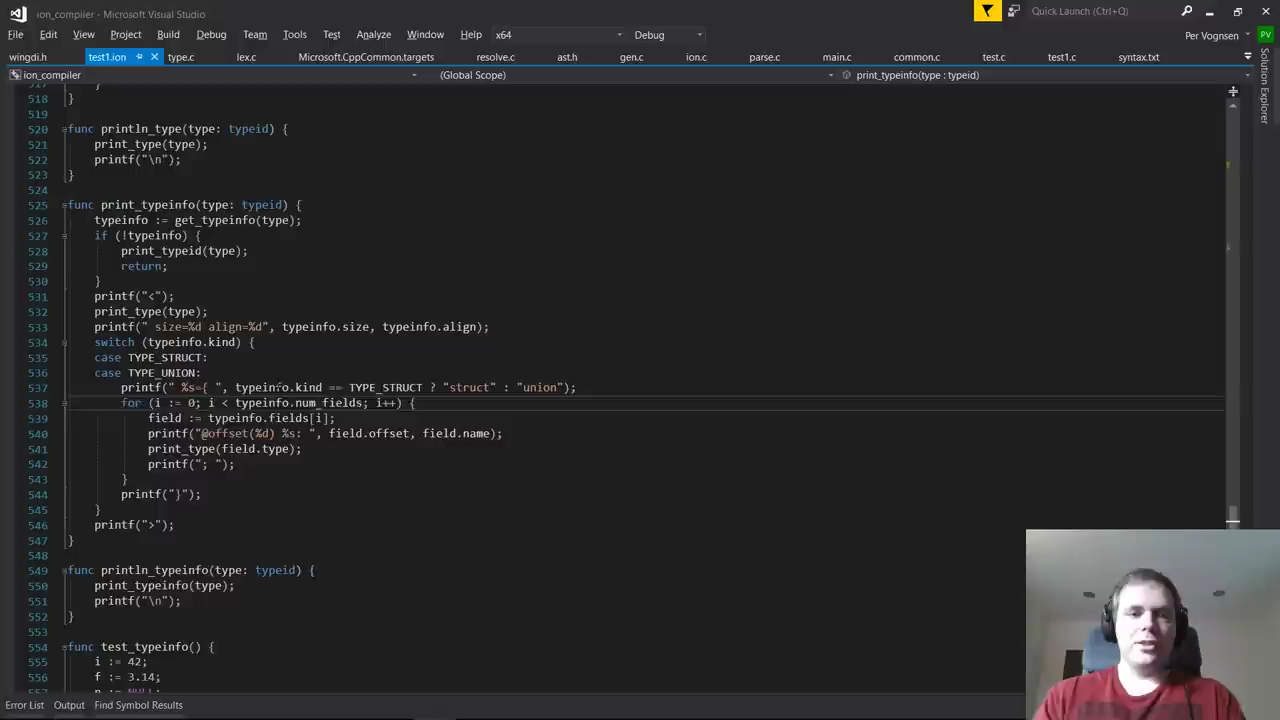 ion_compiler - Microsoft Visual Studio
Quick Launch (Ctrl+Q)
File Edit View Project Build Debug Team Tools Test Analyze Window Help x64 Debug
Per Vognsen PV
wingdi.h test1.ion type.c lex.c Microsoft.CppCommon.targets resolve.c ast.h gen.c ion.c parse.c main.c common.c test.c test1.c syntax.txt
ion_compiler (Global Scope) print_typeinfo(type : typeid)
Solution Explorer
517 }
518 }
519
520 func println_type(type: typeid) {
521 print_type(type);
522 printf("\n");
523 }
524
525 func print_typeinfo(type: typeid) {
526 typeinfo := get_typeinfo(type);
527 if (!typeinfo) {
528 print_typeid(type);
529 return;
530 }
531 printf("<");
532 print_type(type);
533 printf(" size=%d align=%d", typeinfo.size, typeinfo.align);
534 switch (typeinfo.kind) {
535 case TYPE_STRUCT:
536 case TYPE_UNION:
537 printf(" %s={ ", typeinfo.kind == TYPE_STRUCT ? "struct" : "union");
538 for (i := 0; i < typeinfo.num_fields; i++) {
539 field := typeinfo.fields[i];
540 printf("@offset(%d) %s: ", field.offset, field.name);
541 print_type(field.type);
542 printf("; ");
543 }
544 printf("}");
545 }
546 printf(">");
547 }
548
549 func println_typeinfo(type: typeid) {
550 print_typeinfo(type);
551 printf("\n");
552 }
553
554 func test_typeinfo() {
555 i := 42;
556 f := 3.14;
557 p := NULL;
Error List Output Find Symbol Results